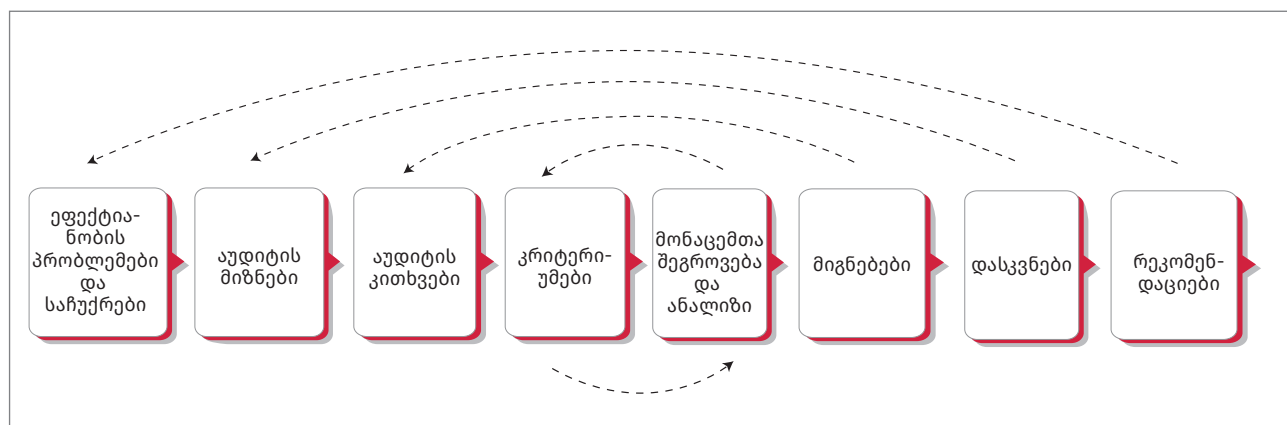 ეფექტია-
ნობის
პრობლემები
და
საჩუქრები
აუდიტის
მიზნები
აუდიტის
კითხვები
კრიტერი-
უმები
მონაცემთა
შეგროვება
და
ანალიზი
მიგნებები
დასკვნები
რეკომენ-
დაციები